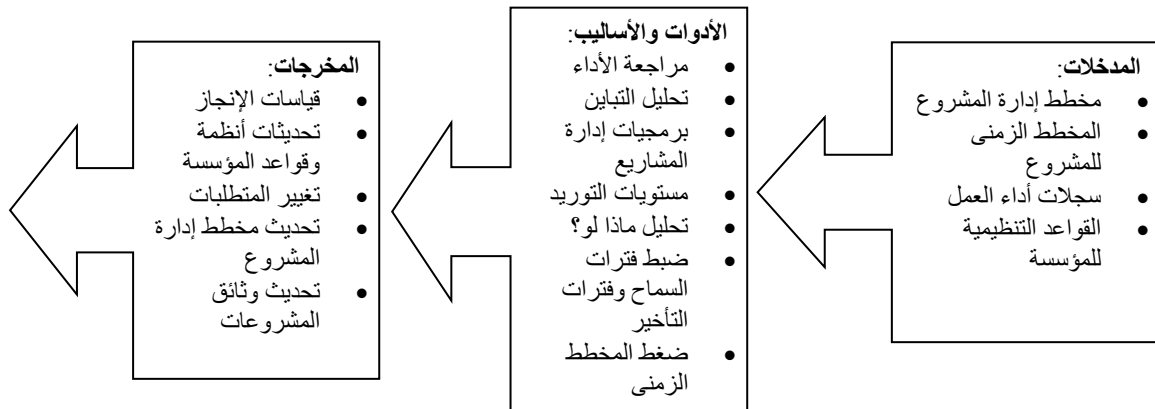 المدخلات:
• مخطط إدارة المشروع
• المخطط الزمنى
للمشروع
• سجلات أداء العمل
• القواعد التنظيمية
للمؤسسة
الأدوات والأساليب:
• مراجعة الأداء
• تحليل التباين
• برمجيات إدارة
المشاريع
• مستويات التوريد
• تحليل ماذا لو؟
• ضبط فترات
السماح وفترات
التأخير
• ضغط المخطط
الزمنى
المخرجات:
• قياسات الإنجاز
• تحديثات أنظمة
وقواعد المؤسسة
• تغيير المتطلبات
• تحديث مخطط إدارة
المشروع
• تحديث وثائق
المشروعات